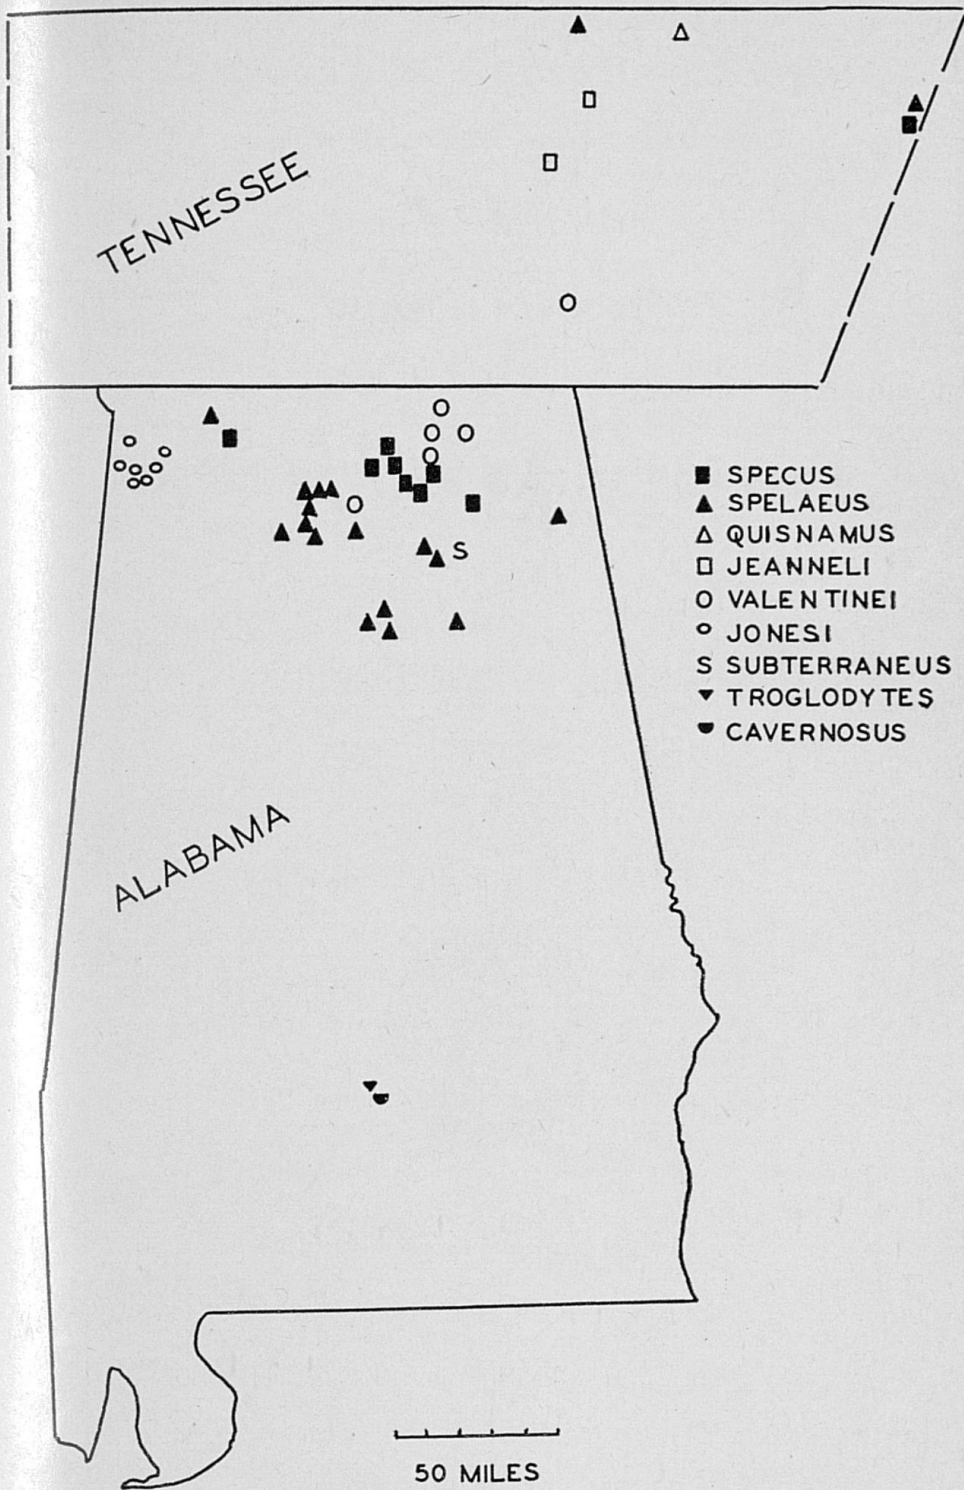 TENNESSEE
SPECUS
SPELAEUS
QUISNAMUS
JEANNELI
VALENTINEI
JONESI
S
S SUBTERRANEUS
TROGLODYTES
CAVERNOSUS
ALABAMA
50 MILES